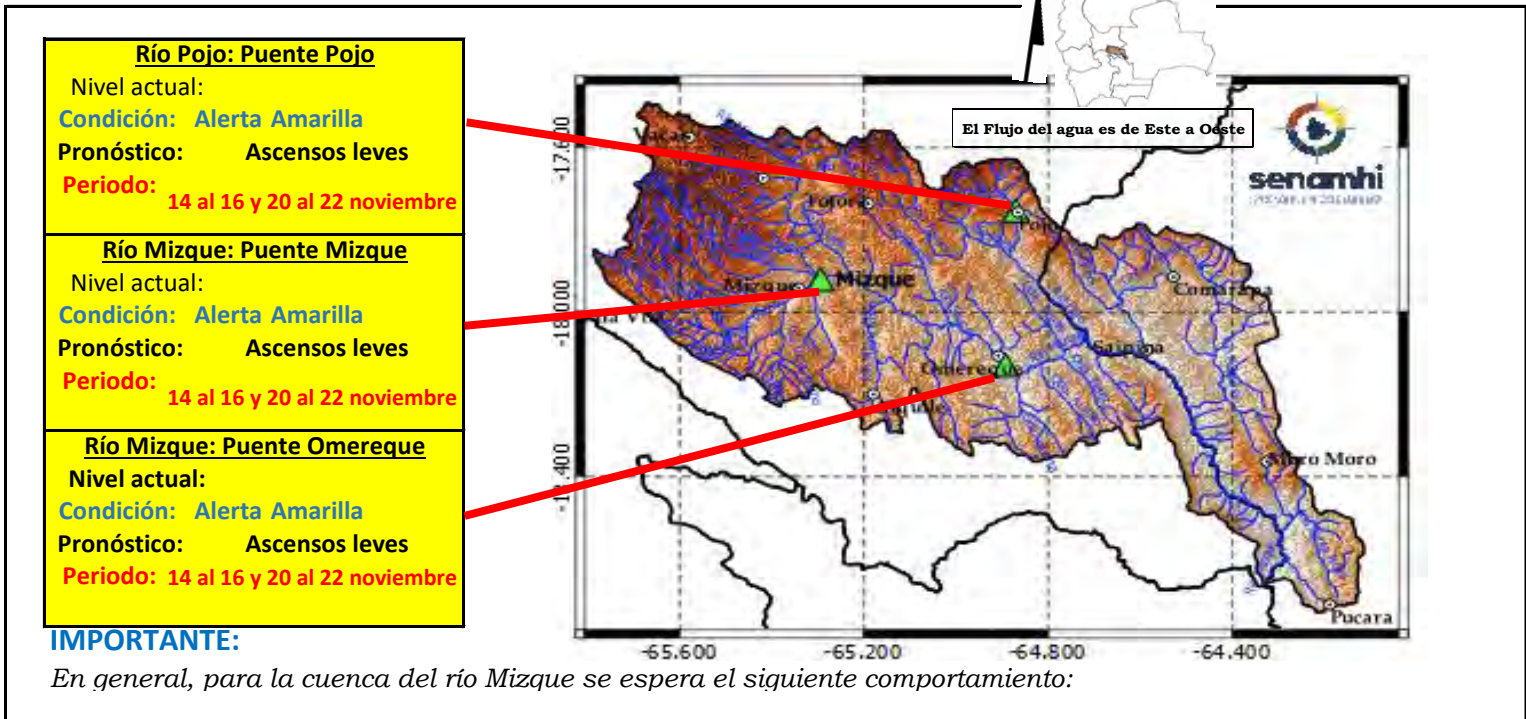 Río Pojo: Puente Pojo
Nivel actual:
Condición: Alerta Amarilla
Pronóstico: Ascensos leves
Periodo: 14 al 16 y 20 al 22 noviembre
Río Mizque: Puente Mizque
Nivel actual:
Condición: Alerta Amarilla
Pronóstico: Ascensos leves
Periodo: 14 al 16 y 20 al 22 noviembre
Río Mizque: Puente Omereque
Nivel actual:
Condición: Alerta Amarilla
Pronóstico: Ascensos leves
Periodo: 14 al 16 y 20 al 22 noviembre
El Flujo del agua es de Este a Oeste
senamhi
Vacas
Totora
Pojo
Mizque
Mizque
Comarapa
Saipina
Omereque
Moro Moro
Pucara
-17.600
-18.000
-65.600
-65.200
-64.800
-64.400
IMPORTANTE:
En general, para la cuenca del río Mizque se espera el siguiente comportamiento: